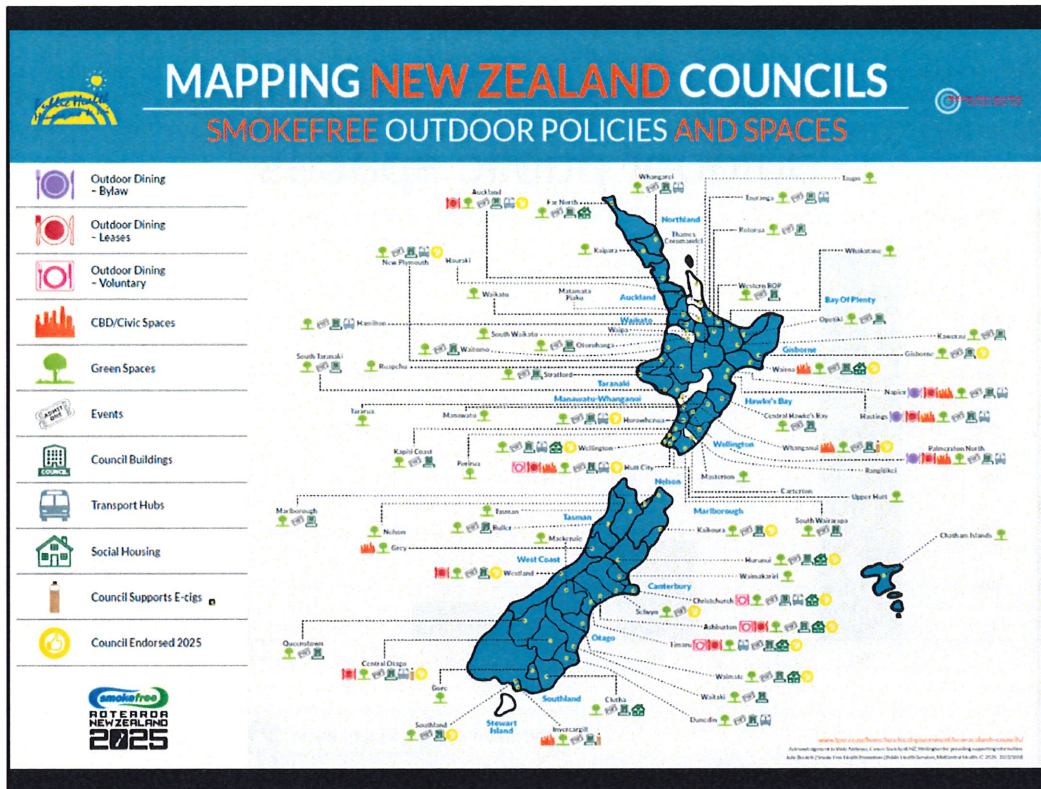 MAPPING NEW ZEALAND COUNCILS
SMOKEFREE OUTDOOR POLICIES AND SPACES
Outdoor Dining
- Bylaw
Outdoor Dining
- Leases
Outdoor Dining
- Voluntary
CBD/Civic Spaces
Green Spaces
Events
Council Buildings
Transport Hubs
Social Housing
Council Supports E-cigs
Council Endorsed 2025
ADMIT
ONE
COUNCIL
smokefree
AOTEAROA
NEW ZEALAND
2025
Whangarei
Taupo
Auckland
Far North
Tauranga
Northland
Rotorua
Thames
Coromandel
Kaipara
Whakatane
New Plymouth
Hauraki
Western BOP
Waikato
Matamata
Piako
Auckland
Bay Of Plenty
Hamilton
Waikato
Opotiki
South Waikato
Waipa
Kawerau
Waitomo
Otorohanga
Gisborne
Gisborne
South Taranaki
Ruapehu
Stratford
Wairoa
Taranaki
Napier
Manawatu-Whanganui
Hawke's Bay
Tararua
Manawatu
Horowhenua
Central Hawke's Bay
Hastings
Kapiti Coast
Wellington
Wellington
Whanganui
Palmerston North
Porirua
Hutt City
Rangitikei
Masterton
Nelson
Carterton
Upper Hutt
Marlborough
Tasman
Marlborough
Tasman
Buller
South Wairarapa
Nelson
Mackenzie
Kaikoura
Chatham Islands
Grey
West Coast
Hurunui
Westland
Waimakariri
Canterbury
Christchurch
Selwyn
Ashburton
Otago
Timaru
Queenstown
Central Otago
Waimate
Gore
Waitaki
Southland
Clutha
Dunedin
Southland
Stewart
Island
Invercargill